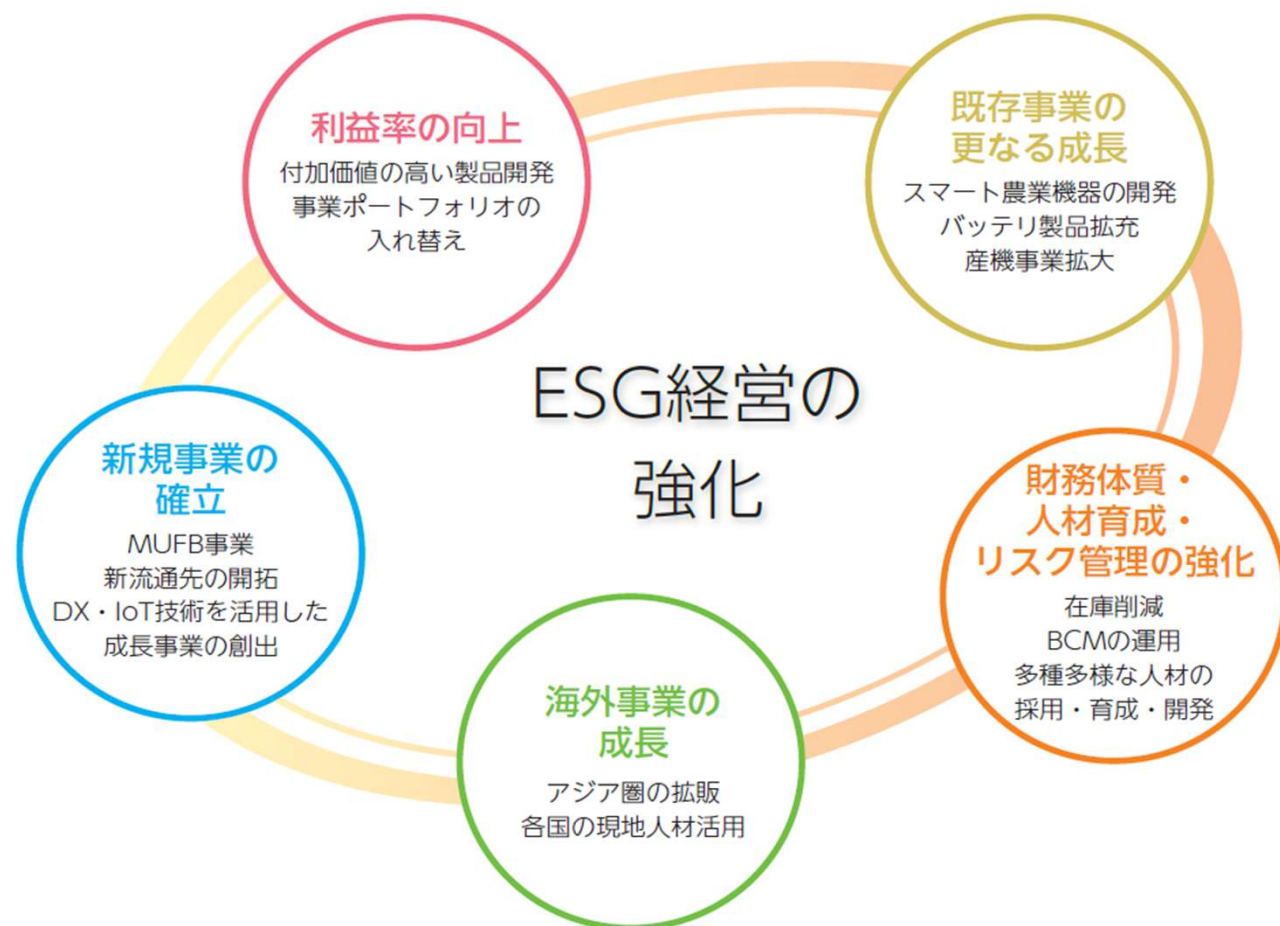 利益率の向上
付加価値の高い製品開発
事業ポートフォリオの
入れ替え
既存事業の
更なる成長
スマート農業機器の開発
バッテリ製品拡充
産機事業拡大
ESG経営の
強化
新規事業の
確立
MUFB事業
新流通先の開拓
DX・IoT技術を活用した
成長事業の創出
財務体質・
人材育成・
リスク管理の強化
在庫削減
BCMの運用
多種多様な人材の
採用・育成・開発
海外事業の
成長
アジア圏の拡販
各国の現地人材活用